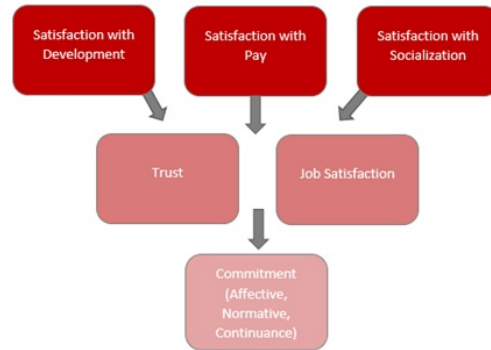 Satisfaction with
Development
Satisfaction with
Pay
Satisfaction with
Socialization
Trust
Job Satisfaction
Commitment
(Affective,
Normative,
Continuance)